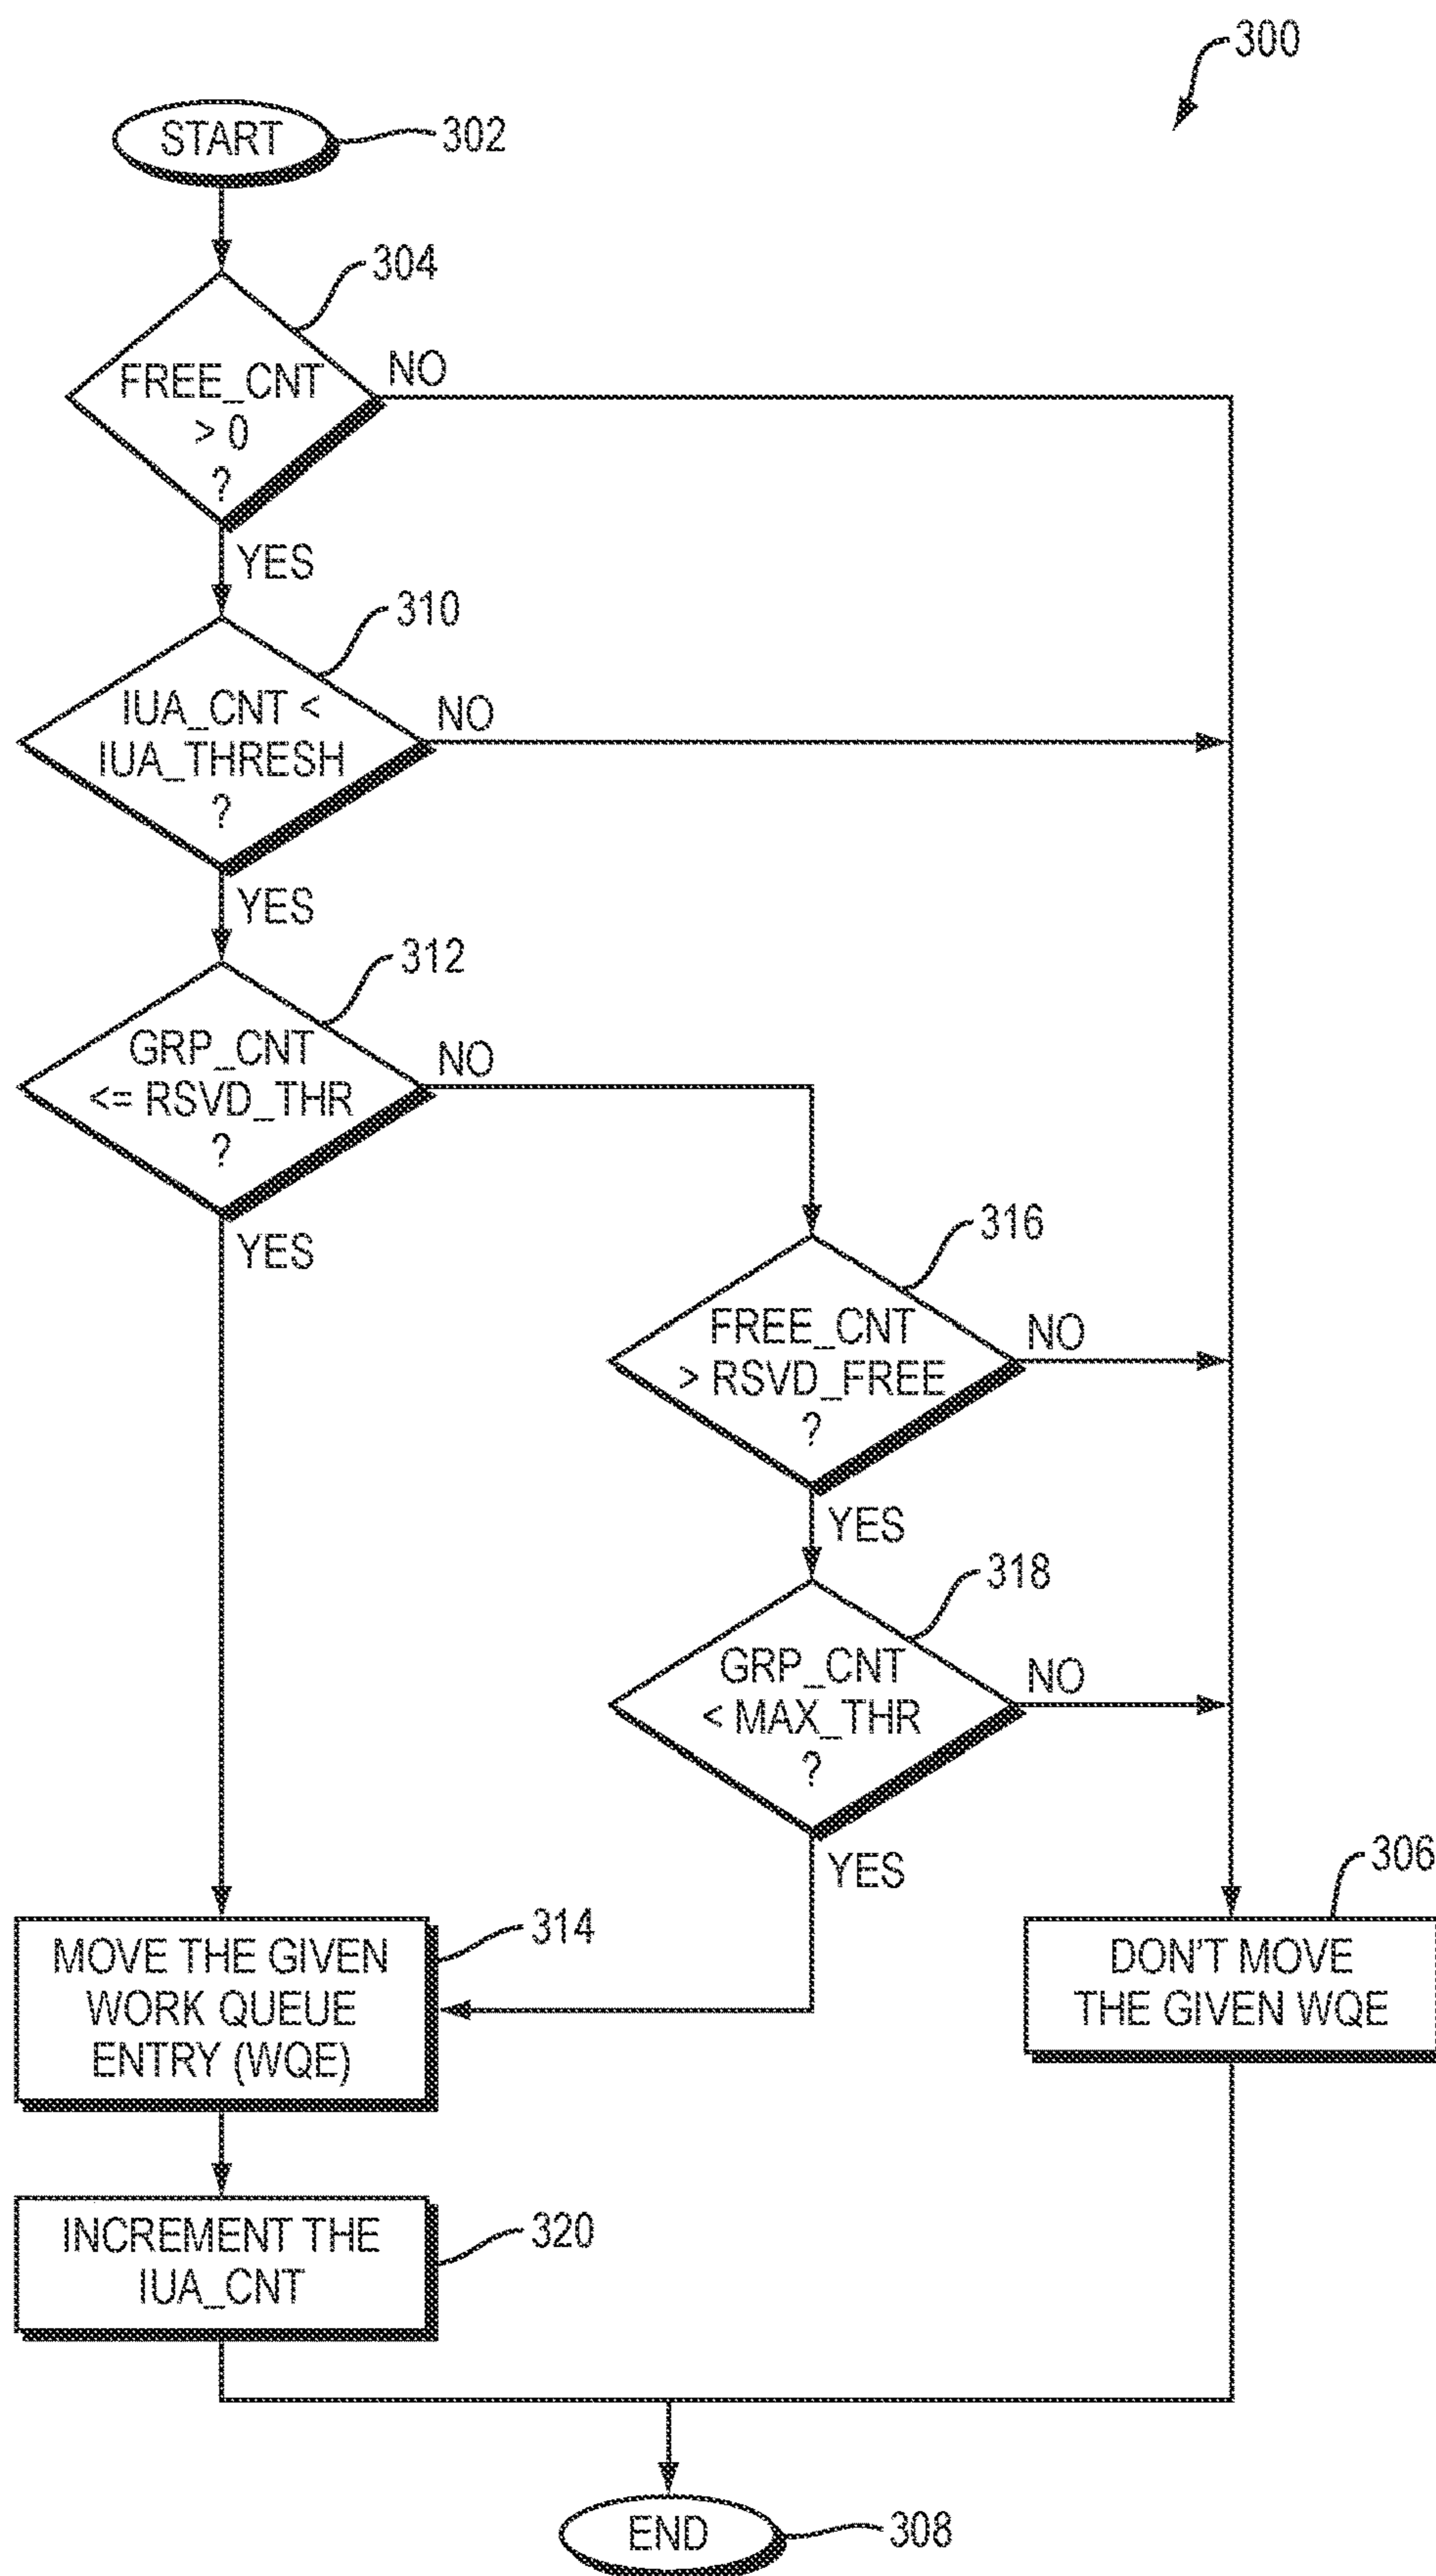 300
START
302
304
FREE_CNT
> 0
?
NO
YES
310
IUA_CNT <
IUA_THRESH
?
NO
YES
312
GRP_CNT
<= RSVD_THR
?
NO
YES
316
FREE_CNT
> RSVD_FREE
?
NO
YES
318
GRP_CNT
< MAX_THR
?
NO
YES
306
314
MOVE THE GIVEN
WORK QUEUE
ENTRY (WQE)
DON'T MOVE
THE GIVEN WQE
320
INCREMENT THE
IUA_CNT
END
308